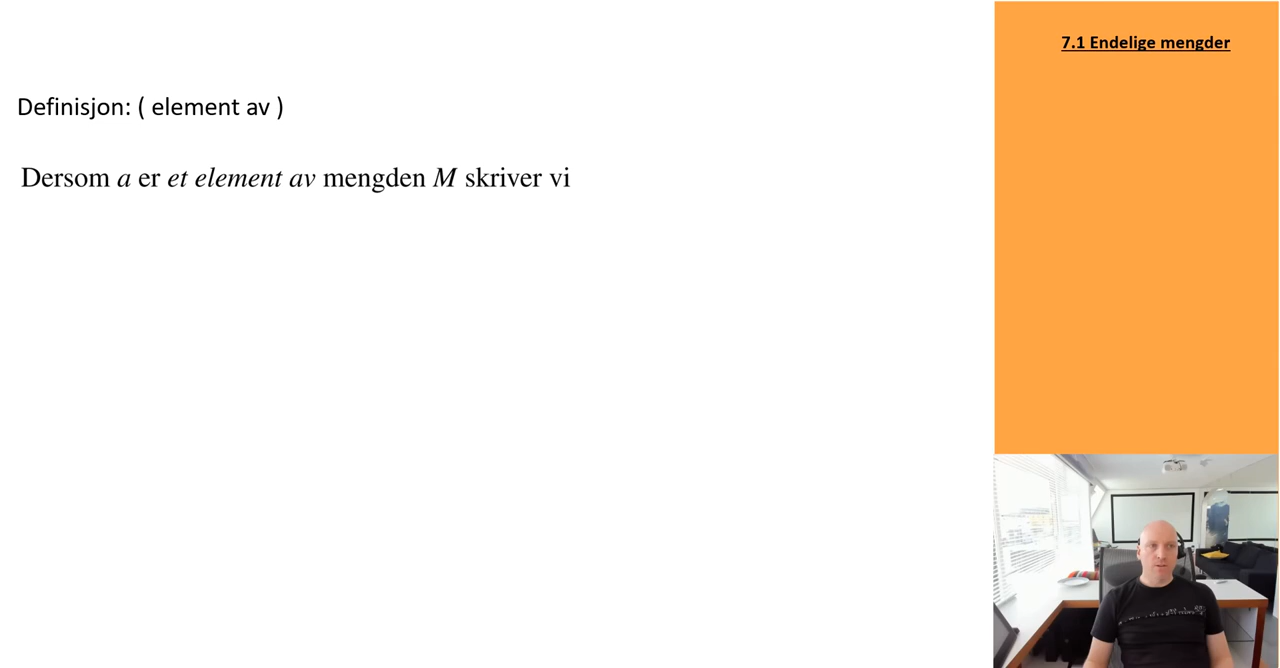 7.1 Endelige mengder
Definisjon: ( element av )
Dersom a er et element av mengden M skriver vi